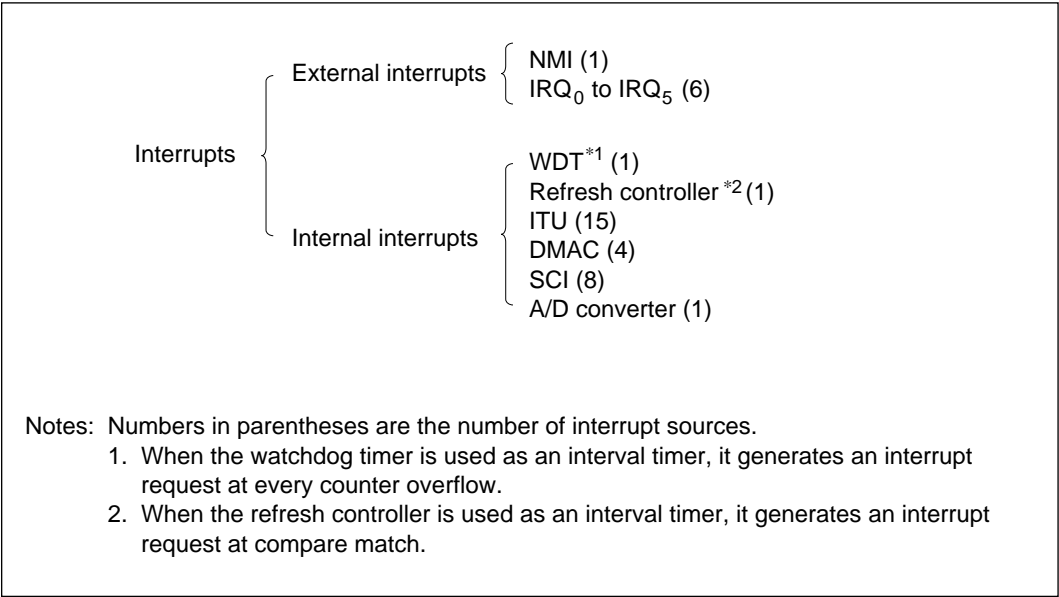 External interrupts
NMI (1)
IRQ0 to IRQ5 (6)
Interrupts
Internal interrupts
WDT*1 (1)
Refresh controller *2 (1)
ITU (15)
DMAC (4)
SCI (8)
A/D converter (1)
Notes: Numbers in parentheses are the number of interrupt sources.
1. When the watchdog timer is used as an interval timer, it generates an interrupt
request at every counter overflow.
2. When the refresh controller is used as an interval timer, it generates an interrupt
request at compare match.